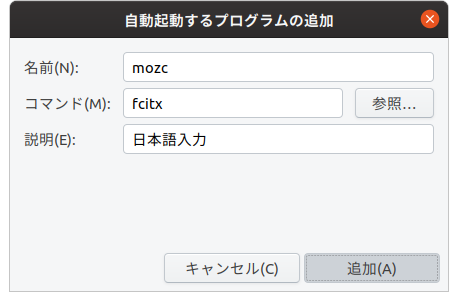 自動起動するプログラムの追加
名前(N): mozc
コマンド(M): fcitx 参照...
説明(E): 日本語入力
キャンセル(C) 追加(A)